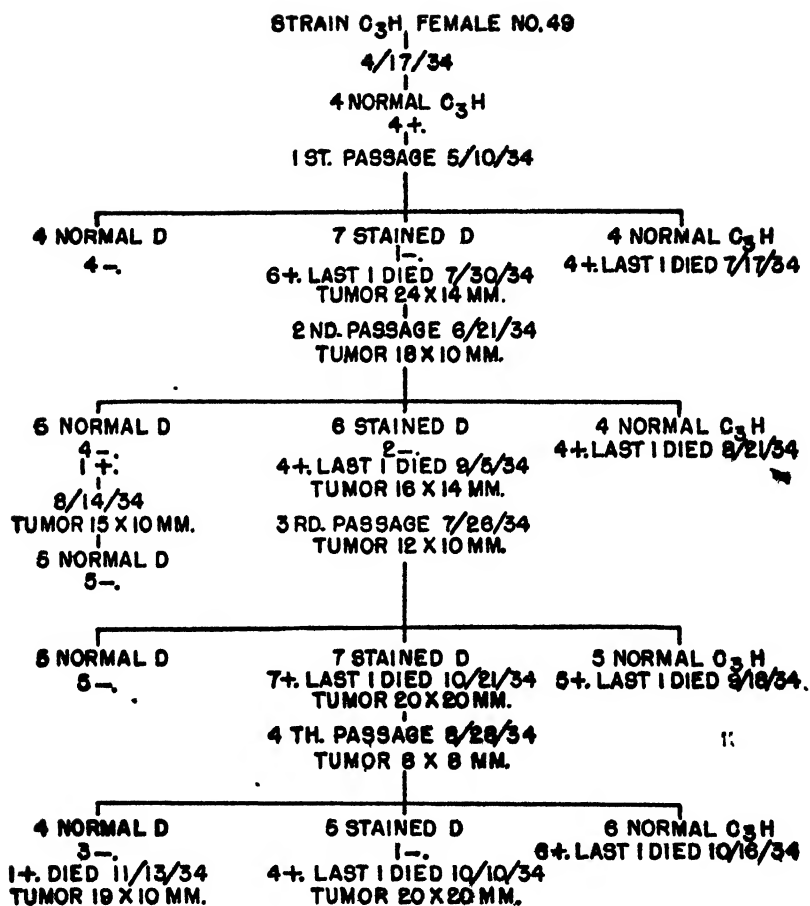 STRAIN C₃H FEMALE NO. 49
4/17/34
4 NORMAL C₃H
4+.
1 ST. PASSAGE 5/10/34
4 NORMAL D
4-.
7 STAINED D
1-.
6+. LAST 1 DIED 7/30/34
TUMOR 24 X 14 MM.
4 NORMAL C₃H
4+. LAST 1 DIED 7/17/34
2 ND. PASSAGE 6/21/34
TUMOR 18 X 10 MM.
5 NORMAL D
4-.
1+.
8/14/34
TUMOR 15 X 10 MM.
5 NORMAL D
5-.
6 STAINED D
2-.
4+. LAST 1 DIED 9/5/34
TUMOR 16 X 14 MM.
4 NORMAL C₃H
4+. LAST 1 DIED 8/21/34
3 RD. PASSAGE 7/26/34
TUMOR 12 X 10 MM.
5 NORMAL D
5-.
7 STAINED D
7+. LAST 1 DIED 10/21/34
TUMOR 20 X 20 MM.
5 NORMAL C₃H
5+. LAST 1 DIED 9/18/34.
4 TH. PASSAGE 8/28/34
TUMOR 8 X 8 MM.
4 NORMAL D
3-.
1+. DIED 11/13/34
TUMOR 19 X 10 MM.
5 STAINED D
1-.
4+. LAST 1 DIED 10/10/34
TUMOR 20 X 20 MM.
6 NORMAL C₃H
6+. LAST 1 DIED 10/16/34